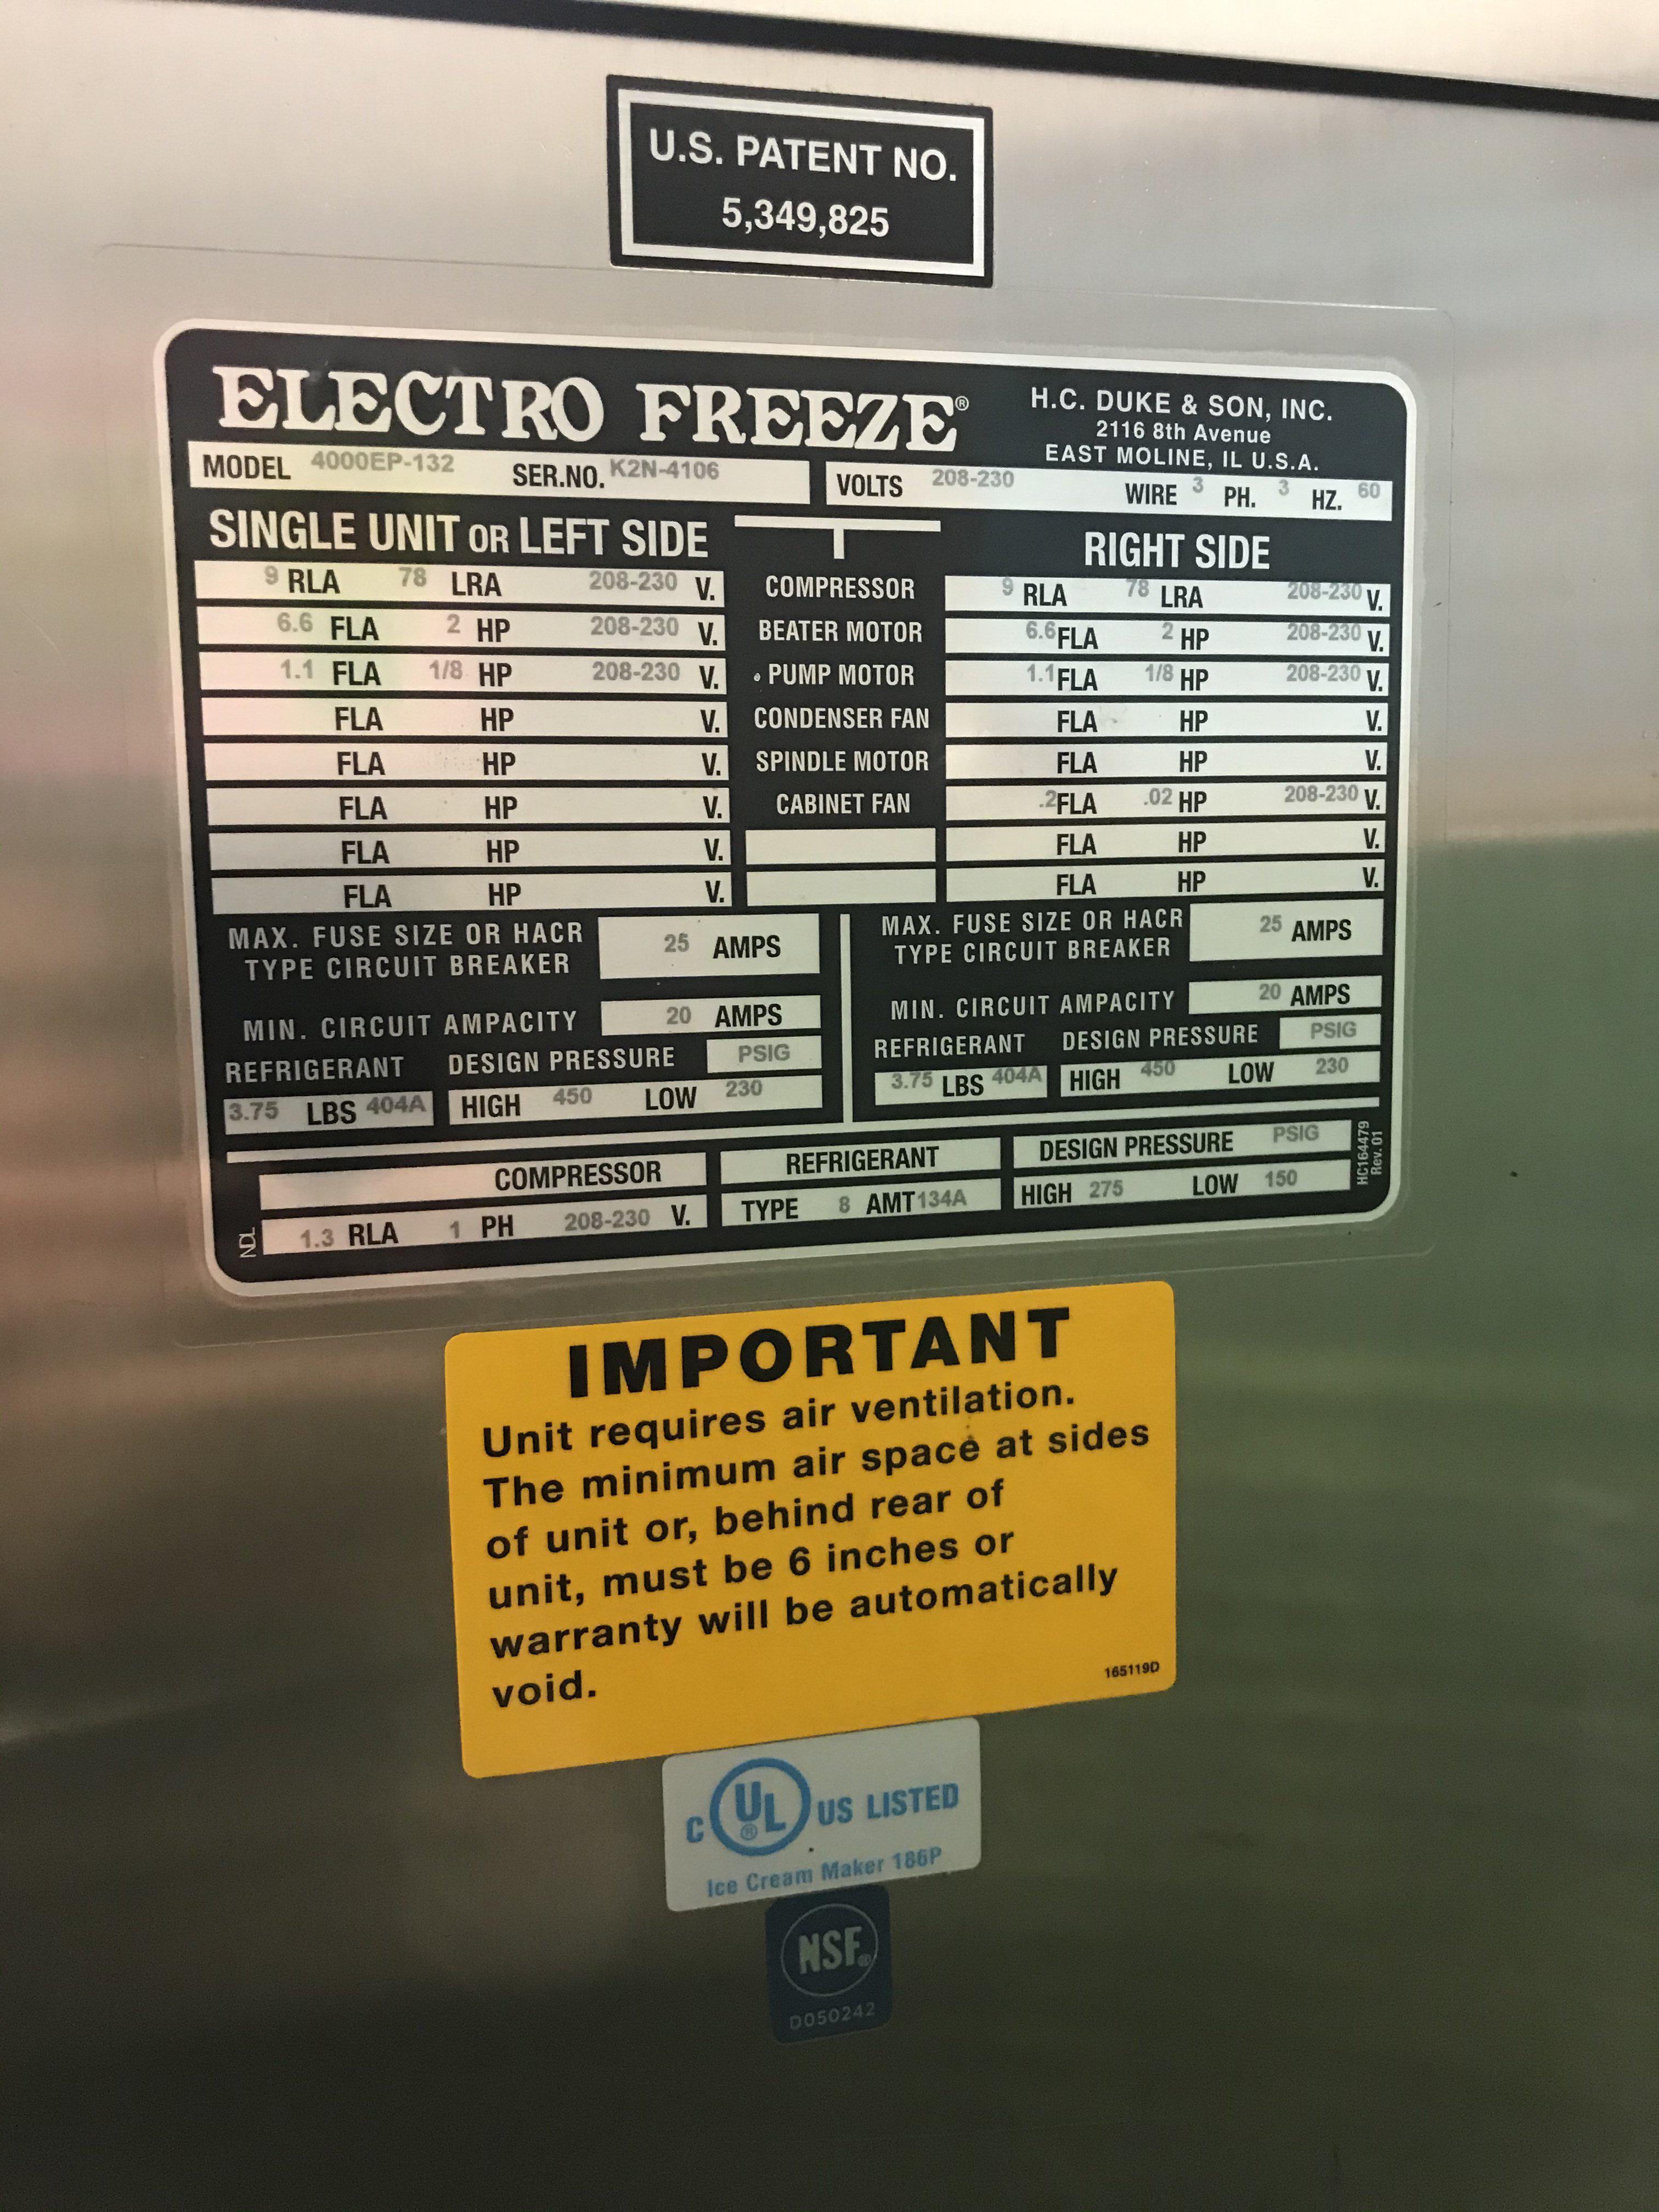 U.S. PATENT NO.
5,349,825
ELECTRO FREEZE®
H.C. DUKE & SON, INC.
2116 8th Avenue
EAST MOLINE, IL U.S.A.
MODEL 4000EP-132 SER.NO. K2N-4106 VOLTS 208-230 WIRE 3 PH. 3 HZ. 60
SINGLE UNIT OR LEFT SIDE RIGHT SIDE
9 RLA 78 LRA 208-230 V. COMPRESSOR 9 RLA 78 LRA 208-230 V.
6.6 FLA 2 HP 208-230 V. BEATER MOTOR 6.6 FLA 2 HP 208-230 V.
1.1 FLA 1/8 HP 208-230 V. PUMP MOTOR 1.1 FLA 1/8 HP 208-230 V.
FLA HP V. CONDENSER FAN FLA HP V.
FLA HP V. SPINDLE MOTOR FLA HP V.
FLA HP V. CABINET FAN .2 FLA .02 HP 208-230 V.
FLA HP V. FLA HP V.
FLA HP V. FLA HP V.
MAX. FUSE SIZE OR HACR
TYPE CIRCUIT BREAKER 25 AMPS
MIN. CIRCUIT AMPACITY 20 AMPS
REFRIGERANT DESIGN PRESSURE PSIG
3.75 LBS 404A HIGH 450 LOW 230
MAX. FUSE SIZE OR HACR
TYPE CIRCUIT BREAKER 25 AMPS
MIN. CIRCUIT AMPACITY 20 AMPS
REFRIGERANT DESIGN PRESSURE PSIG
3.75 LBS 404A HIGH 450 LOW 230
COMPRESSOR REFRIGERANT DESIGN PRESSURE PSIG
1.3 RLA 1 PH 208-230 V. TYPE 8 AMT 134A HIGH 275 LOW 150
NDL
HC164479
Rev. 01
IMPORTANT
Unit requires air ventilation.
The minimum air space at sides
of unit or, behind rear of
unit, must be 6 inches or
warranty will be automatically
void.
165119D
C UL® US LISTED
Ice Cream Maker 186P
NSF®
D050242